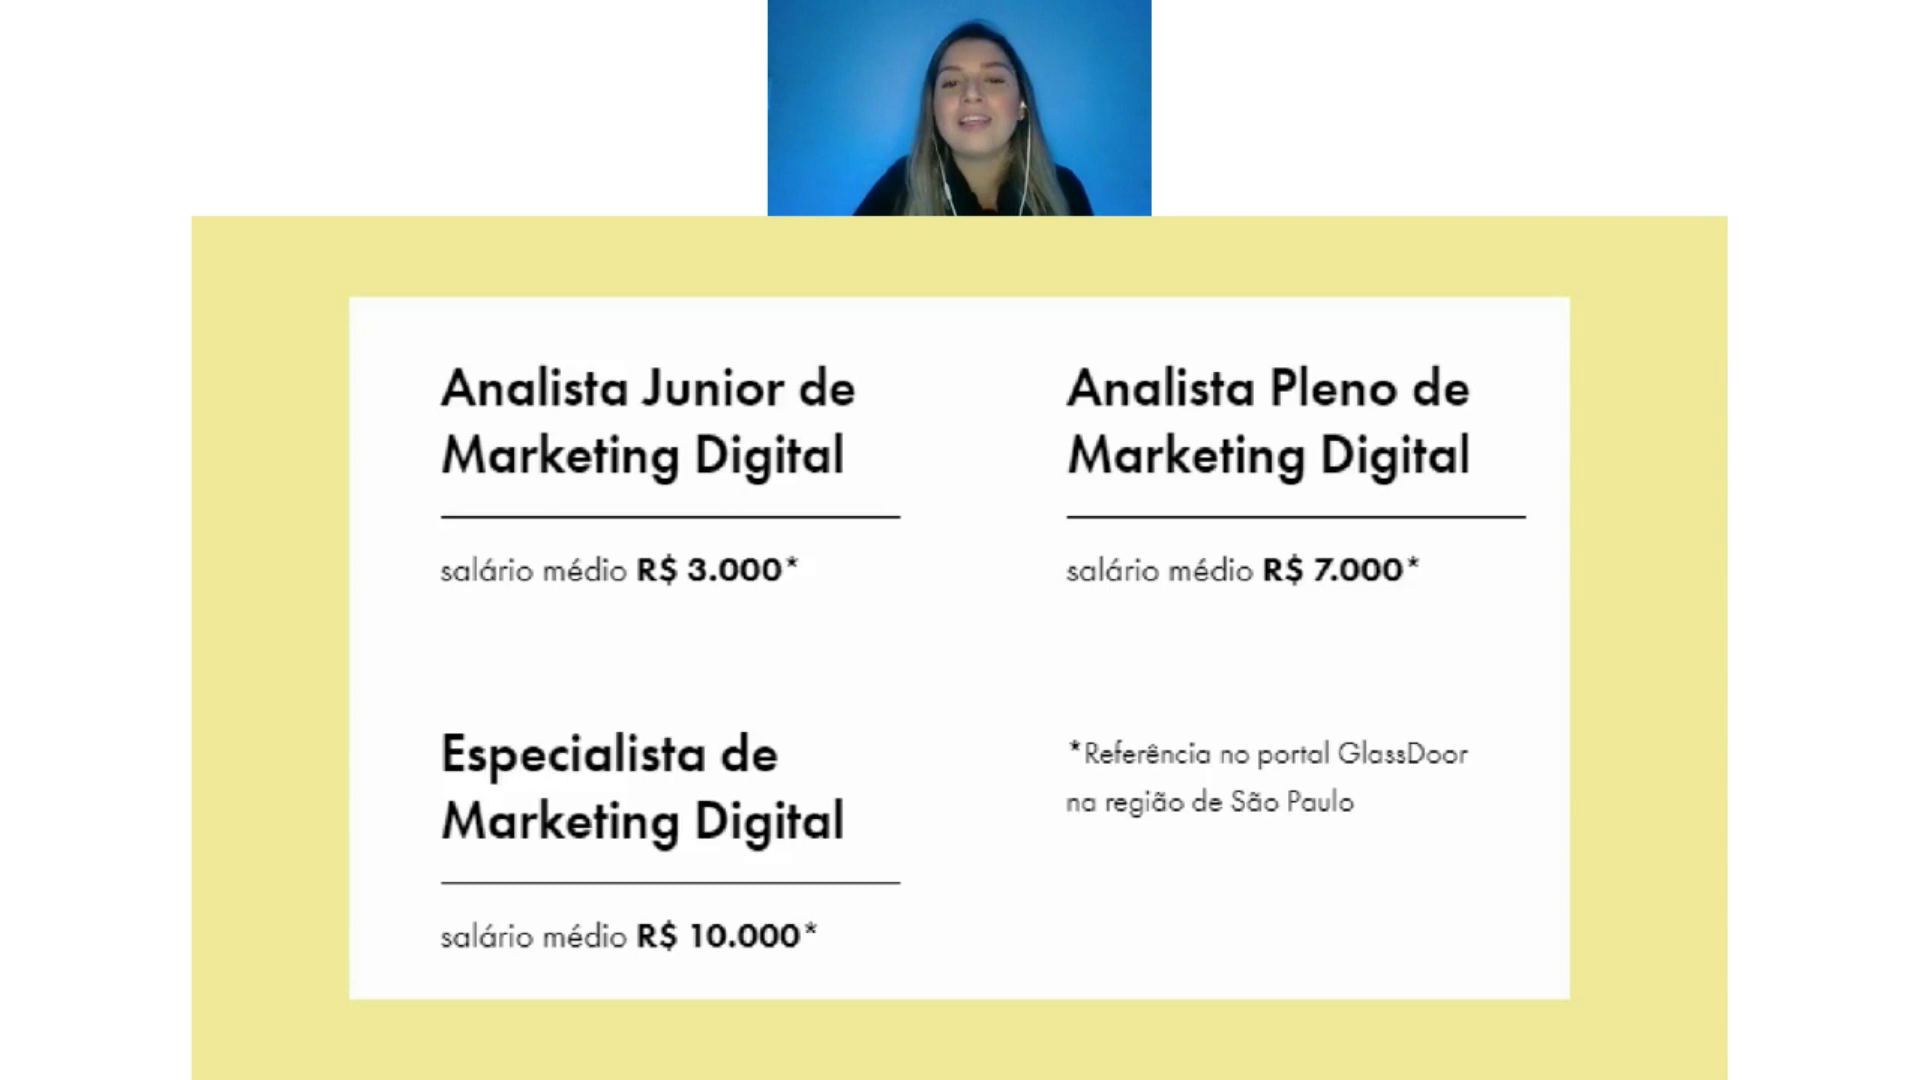 Analista Junior de
Marketing Digital
salário médio R$ 3.000*
Analista Pleno de
Marketing Digital
salário médio R$ 7.000*
Especialista de
Marketing Digital
salário médio R$ 10.000*
*Referência no portal GlassDoor
na região de São Paulo